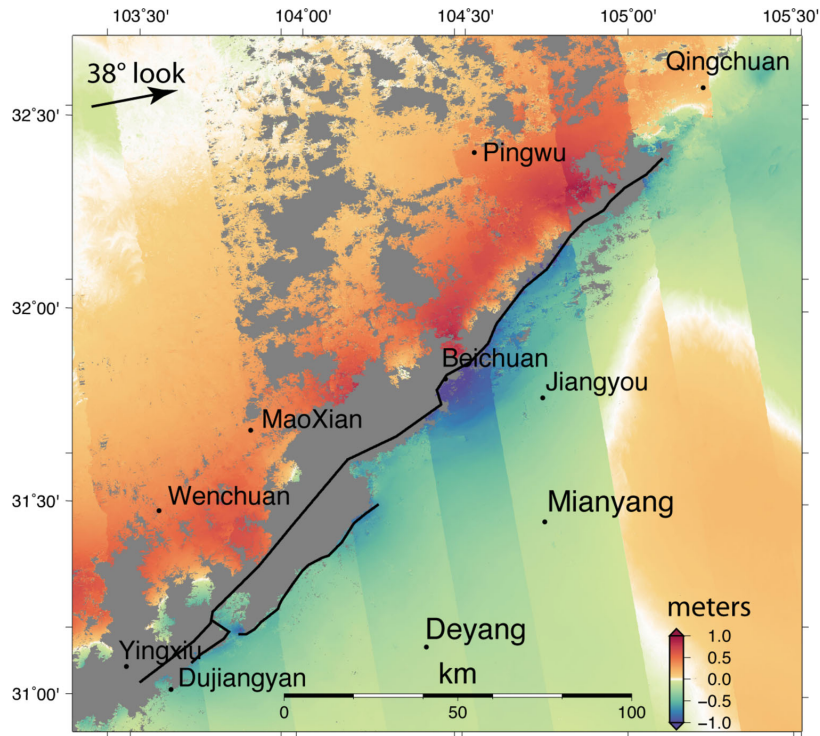 103°30' 104°00' 104°30' 105°00' 105°30'
38° look
Qingchuan
32°30'
Pingwu
32°00'
Beichuan
Jiangyou
MaoXian
31°30'
Wenchuan
Mianyang
meters
Deyang
1.0
0.5
0.0
−0.5
−1.0
Yingxiu
km
Dujiangyan
31°00'
0 50 100